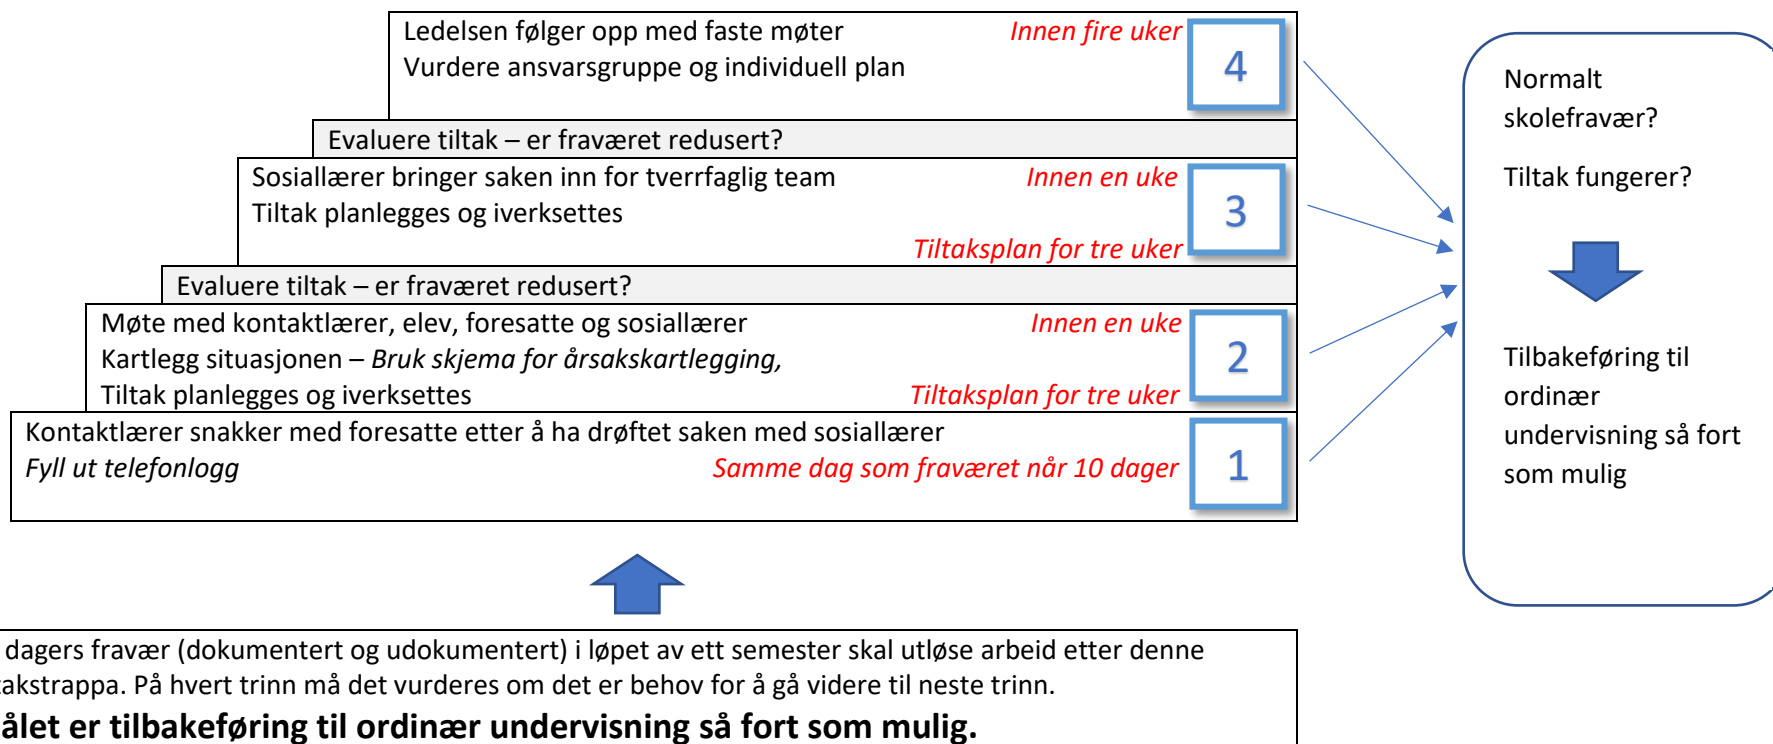 Ledelsen følger opp med faste møter Innen fire uker
Vurdere ansvarsgruppe og individuell plan
4
Evaluere tiltak – er fraværet redusert?
Sosiallærer bringer saken inn for tverrfaglig team Innen en uke
Tiltak planlegges og iverksettes
Tiltaksplan for tre uker
3
Evaluere tiltak – er fraværet redusert?
Møte med kontaktlærer, elev, foresatte og sosiallærer Innen en uke
Kartlegg situasjonen – Bruk skjema for årsakskartlegging,
Tiltak planlegges og iverksettes Tiltaksplan for tre uker
2
Kontaktlærer snakker med foresatte etter å ha drøftet saken med sosiallærer
Fyll ut telefonlogg Samme dag som fraværet når 10 dager
1
Normalt
skolefravær?
Tiltak fungerer?
Tilbakeføring til
ordinær
undervisning så fort
som mulig
dagers fravær (dokumentert og udokumentert) i løpet av ett semester skal utløse arbeid etter denne
takstrappa. På hvert trinn må det vurderes om det er behov for å gå videre til neste trinn.
ålet er tilbakeføring til ordinær undervisning så fort som mulig.